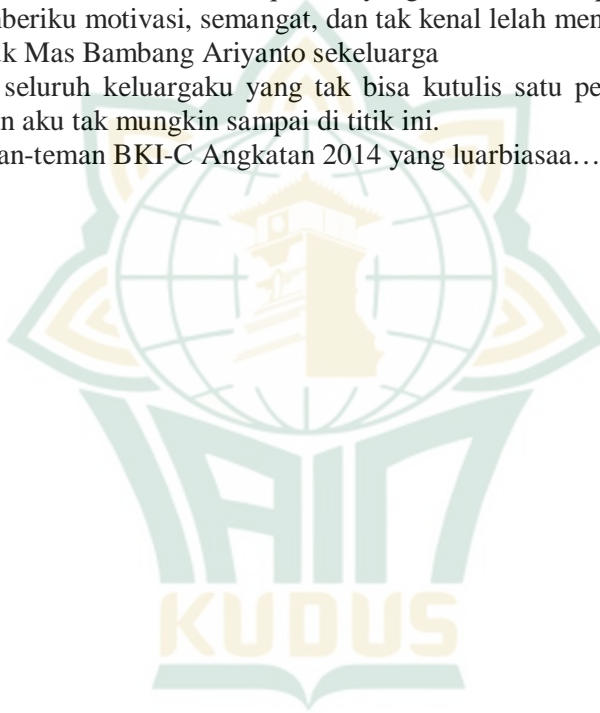 beriku motivasi, semangat, dan tak kenal lelah men
k Mas Bambang Ariyanto sekeluarga
seluruh keluargaku yang tak bisa kutulis satu pe
n aku tak mungkin sampai di titik ini.
an-teman BKI-C Angkatan 2014 yang luarbiasaa…
IAIN
KUDUS